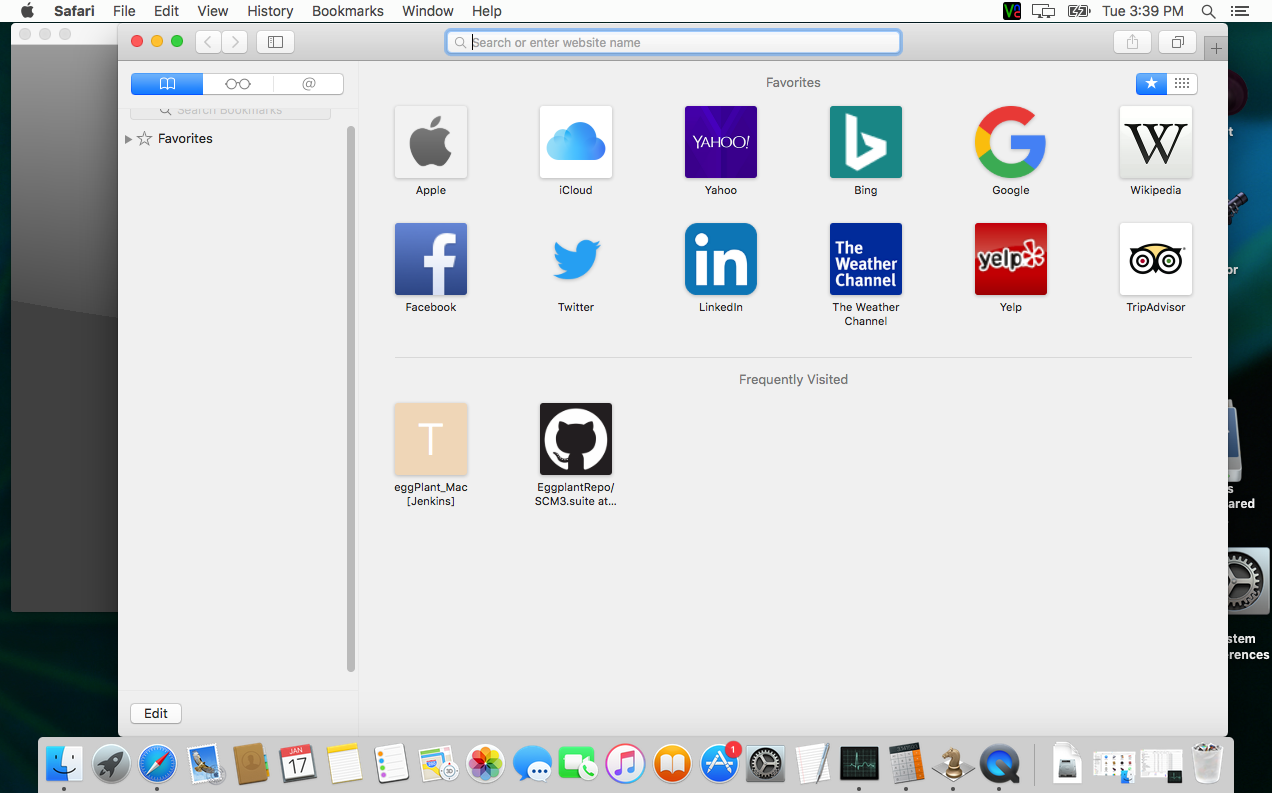 Safari File Edit View History Bookmarks Window Help
Tue 3:39 PM
Search or enter website name
@
Search Bookmarks
Favorites
Favorites
Apple
iCloud
YAHOO!
Yahoo
Bing
Google
W
Wikipedia
Facebook
Twitter
in
LinkedIn
The
Weather
Channel
The Weather
Channel
yelp
Yelp
TripAdvisor
Frequently Visited
T
eggPlant_Mac
[Jenkins]
EggplantRepo/
SCM3.suite at...
Edit
JAN
17
1